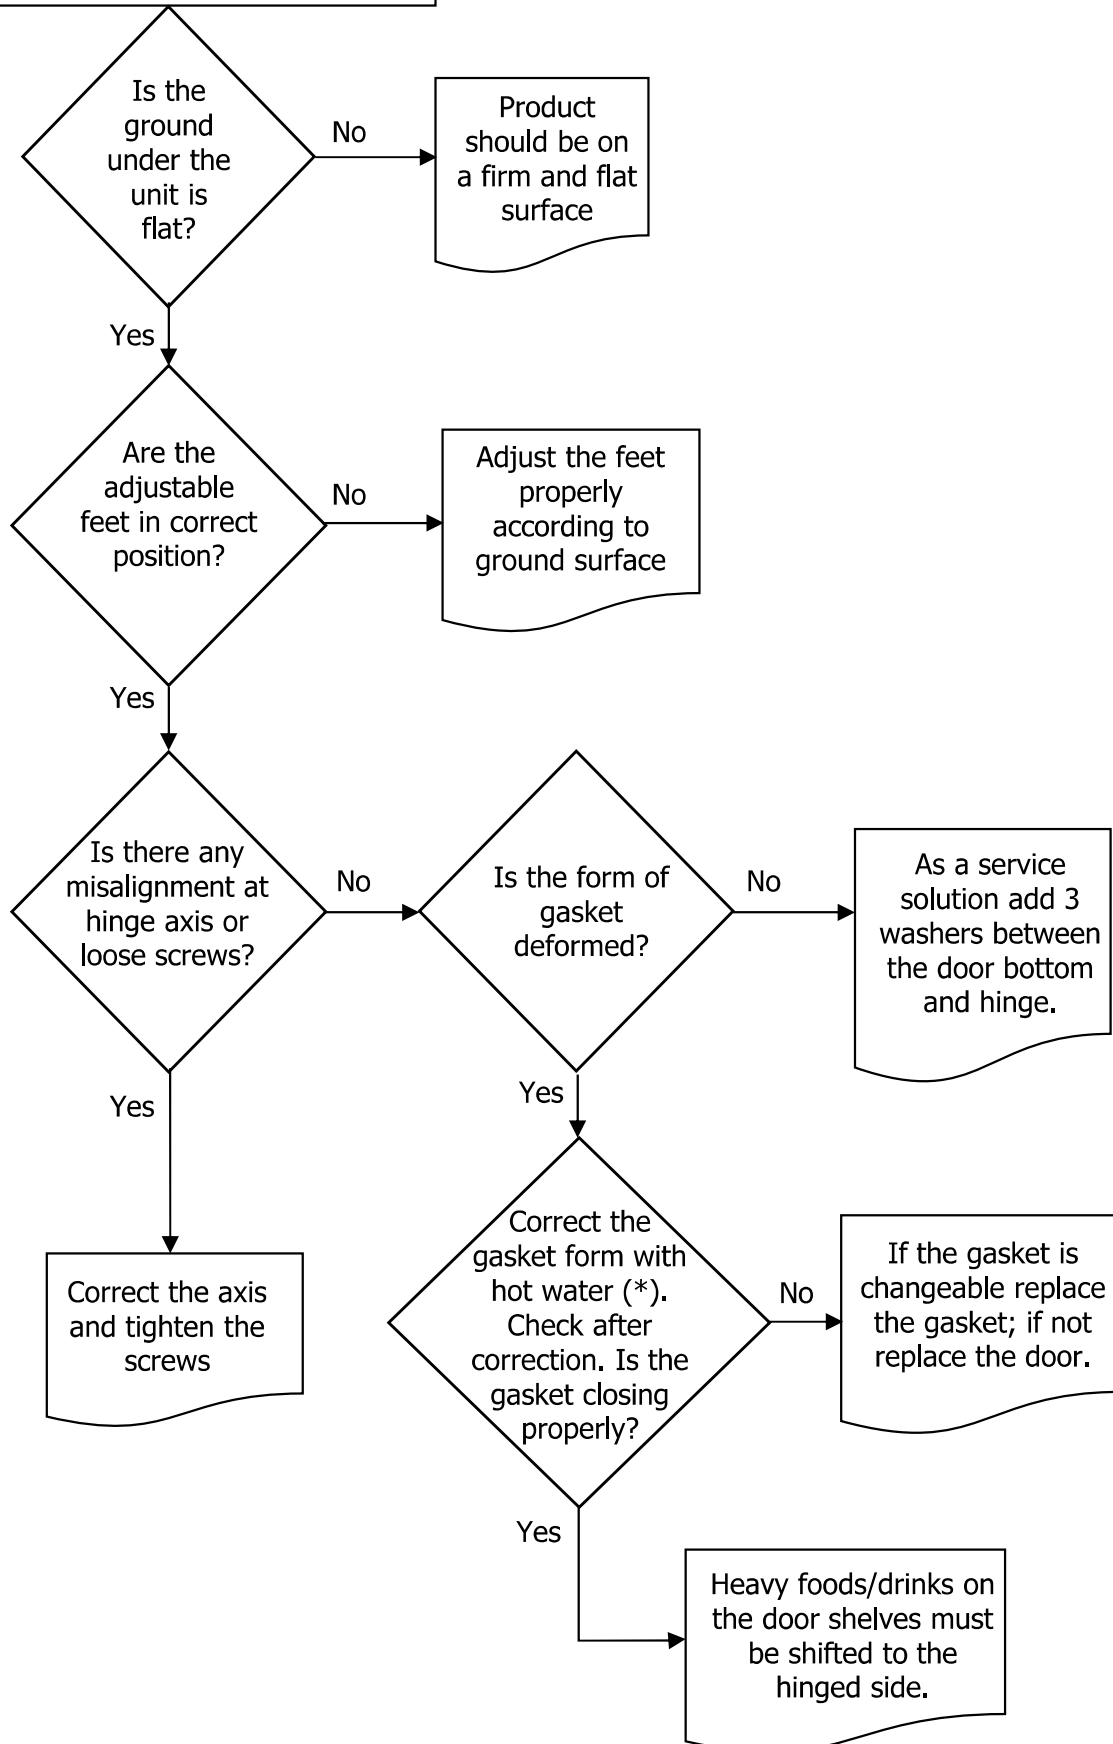 Is the
ground
under the
unit is
flat?
No
Product
should be on
a firm and flat
surface
Yes
Are the
adjustable
feet in correct
position?
No
Adjust the feet
properly
according to
ground surface
Yes
Is there any
misalignment at
hinge axis or
loose screws?
No
Is the form of
gasket
deformed?
No
As a service
solution add 3
washers between
the door bottom
and hinge.
Yes
Correct the axis
and tighten the
screws
Yes
Correct the
gasket form with
hot water (*).
Check after
correction. Is the
gasket closing
properly?
No
If the gasket is
changeable replace
the gasket; if not
replace the door.
Yes
Heavy foods/drinks on
the door shelves must
be shifted to the
hinged side.